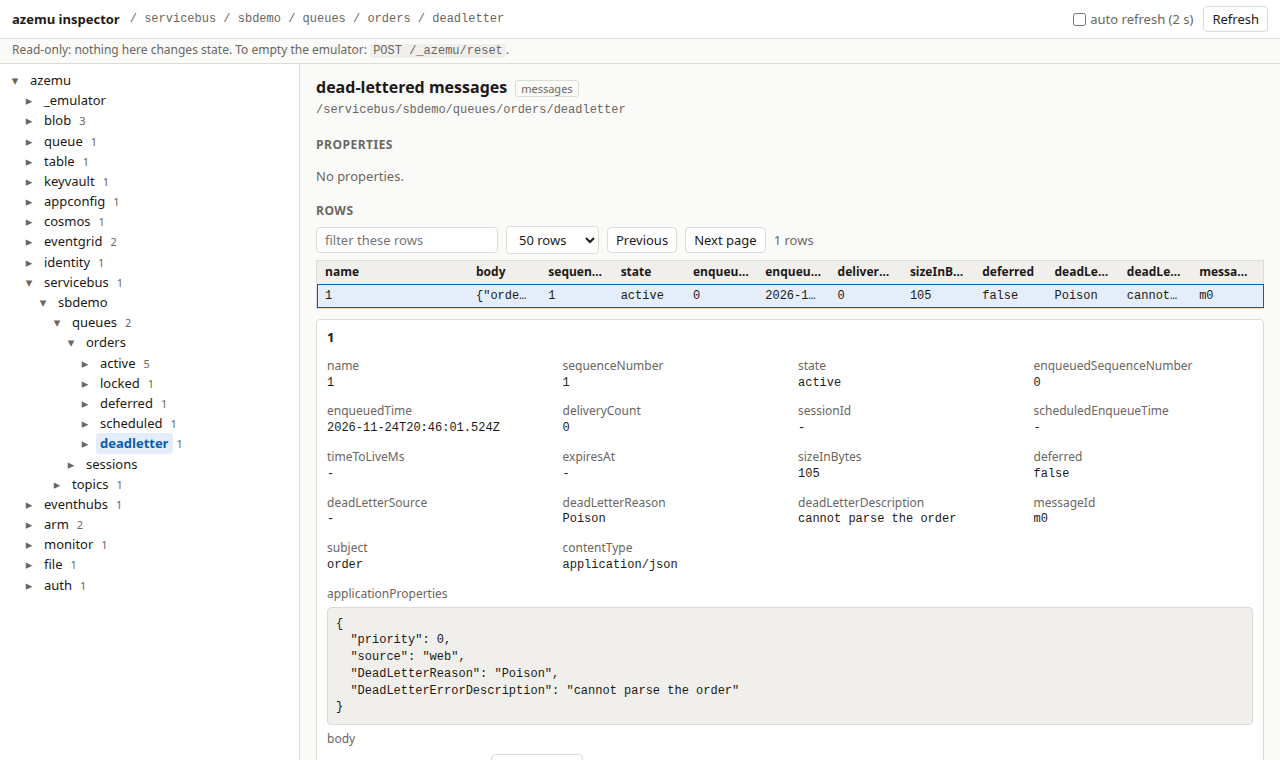 azemu inspector / servicebus / sbdemo / queues / orders / deadletter
auto refresh (2 s) Refresh
Read-only: nothing here changes state. To empty the emulator: POST /_azemu/reset.
▾ azemu
▸ _emulator
▸ blob 3
▸ queue 1
▸ table 1
▸ keyvault 1
▸ appconfig 1
▸ cosmos 1
▸ eventgrid 2
▸ identity 1
▾ servicebus 1
▾ sbdemo
▾ queues 2
▾ orders
▸ active 5
▸ locked 1
▸ deferred 1
▸ scheduled 1
▸ deadletter 1
▸ sessions
▸ topics 1
▸ eventhubs 1
▸ arm 2
▸ monitor 1
▸ file 1
▸ auth 1
dead-lettered messages messages
/servicebus/sbdemo/queues/orders/deadletter
PROPERTIES
No properties.
ROWS
filter these rows 50 rows Previous Next page 1 rows
name body sequen... state enqueu... enqueu... deliver... sizeInB... deferred deadLe... deadLe... messa...
1 {"orde… 1 active 0 2026-1… 0 105 false Poison cannot… m0
1
name sequenceNumber state enqueuedSequenceNumber
1 1 active 0
enqueuedTime deliveryCount sessionId scheduledEnqueueTime
2026-11-24T20:46:01.524Z 0 - -
timeToLiveMs expiresAt sizeInBytes deferred
- - 105 false
deadLetterSource deadLetterReason deadLetterDescription messageId
- Poison cannot parse the order m0
subject contentType
order application/json
applicationProperties
{
"priority": 0,
"source": "web",
"DeadLetterReason": "Poison",
"DeadLetterErrorDescription": "cannot parse the order"
}
body